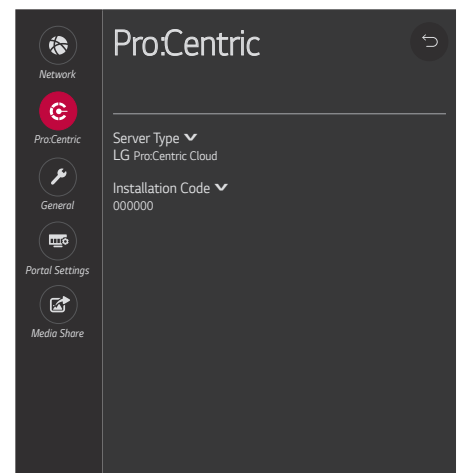 Pro:Centric
Network
Pro:Centric
General
Portal Settings
Media Share
Server Type
LG Pro:Centric Cloud
Installation Code
000000